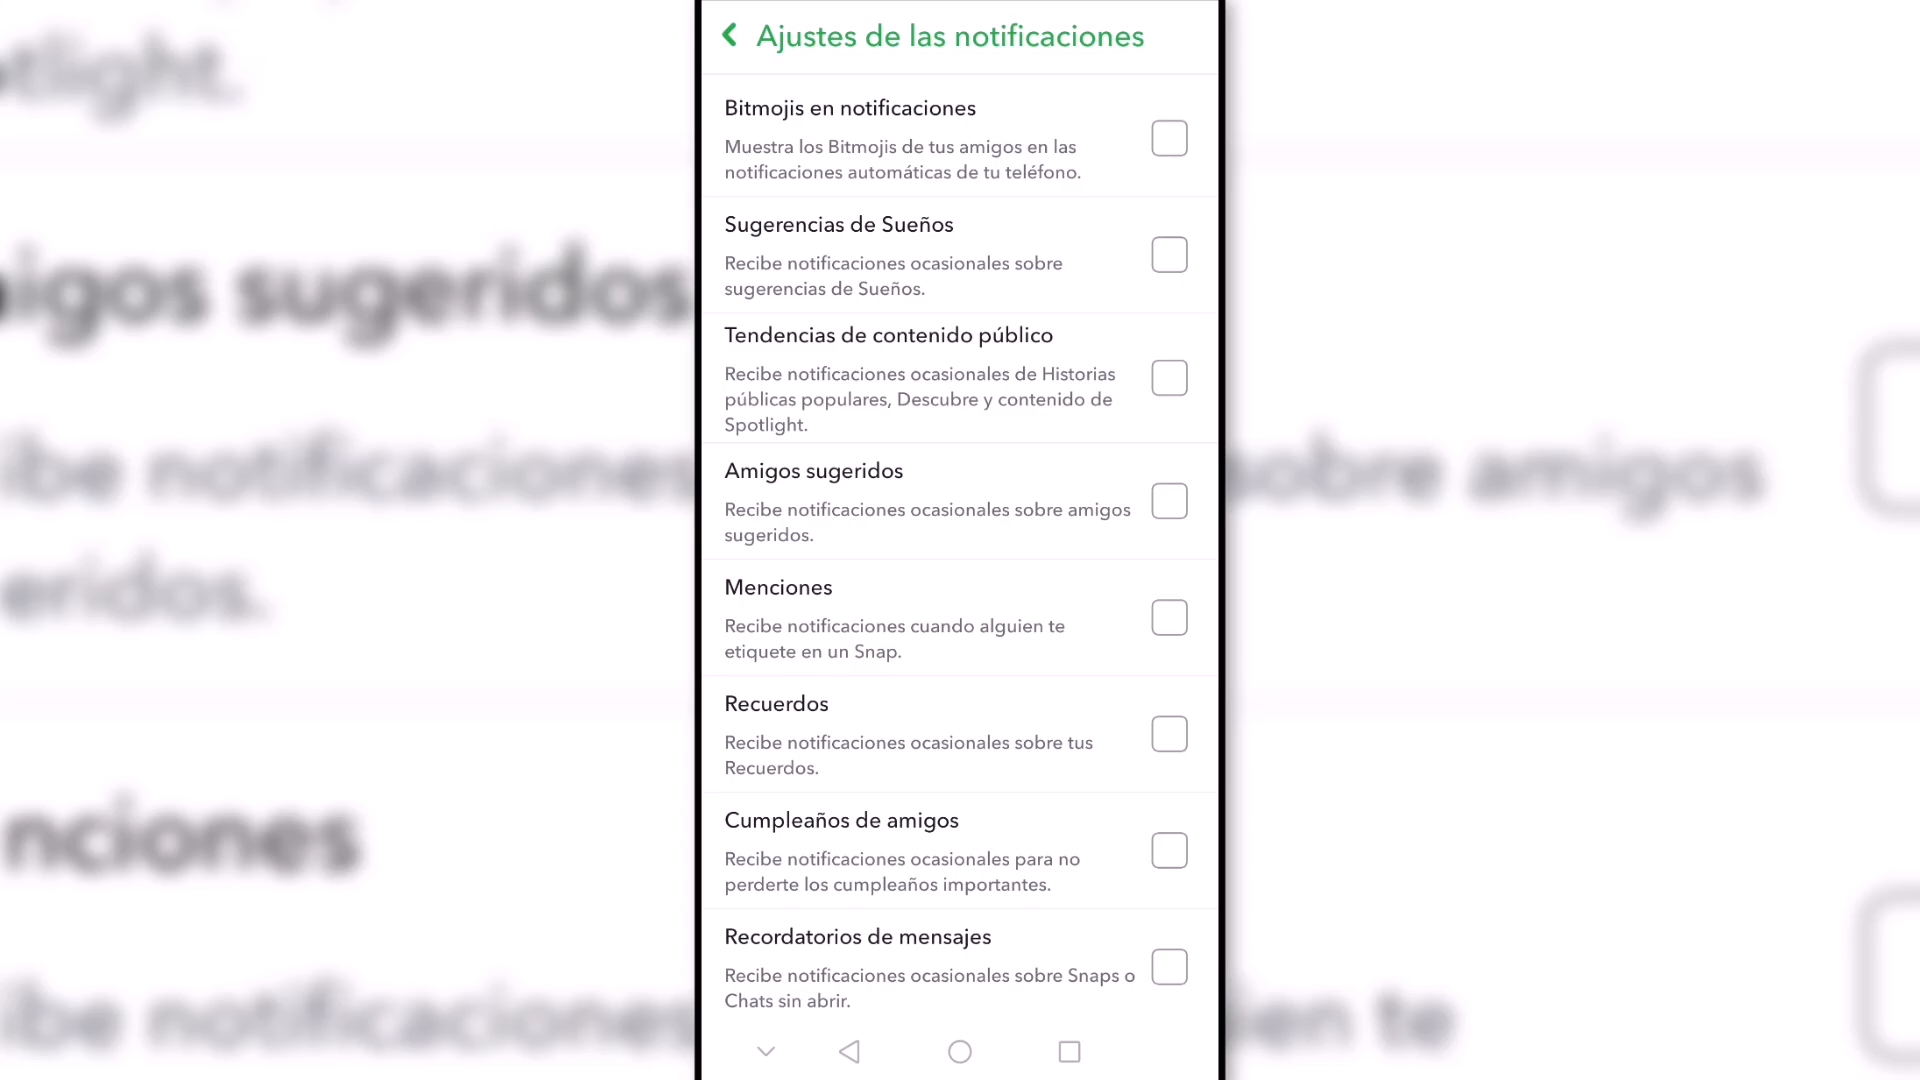 Ajustes de las notificaciones
Bitmojis en notificaciones
Muestra los Bitmojis de tus amigos en las
notificaciones automáticas de tu teléfono.
Sugerencias de Sueños
Recibe notificaciones ocasionales sobre
sugerencias de Sueños.
Tendencias de contenido público
Recibe notificaciones ocasionales de Historias
públicas populares, Descubre y contenido de
Spotlight.
Amigos sugeridos
Recibe notificaciones ocasionales sobre amigos
sugeridos.
Menciones
Recibe notificaciones cuando alguien te
etiquete en un Snap.
Recuerdos
Recibe notificaciones ocasionales sobre tus
Recuerdos.
Cumpleaños de amigos
Recibe notificaciones ocasionales para no
perderte los cumpleaños importantes.
Recordatorios de mensajes
Recibe notificaciones ocasionales sobre Snaps o
Chats sin abrir.